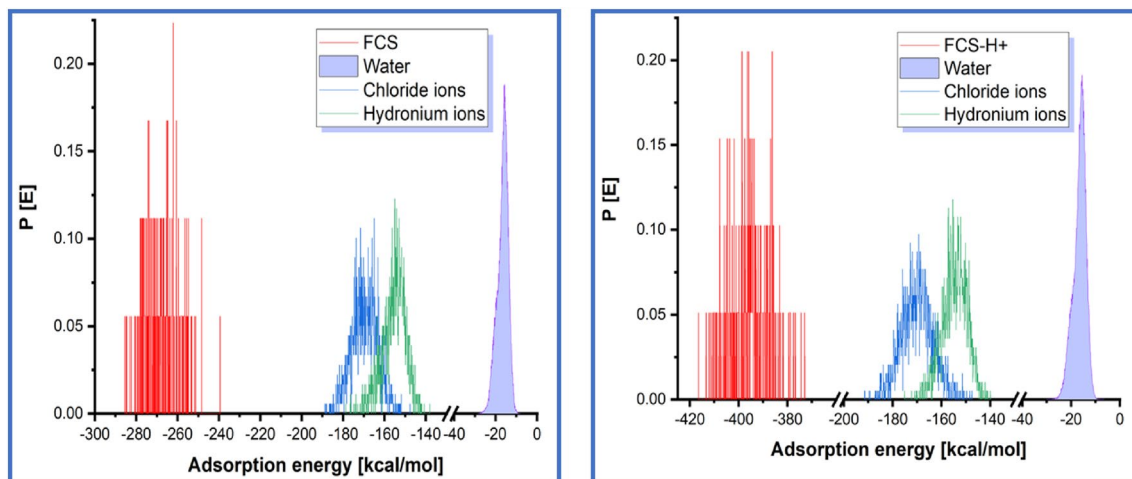 FCS
Water
Chloride ions
Hydronium ions
P [E]
0.20
0.15
0.10
0.05
0.00
-300 -280 -260 -240 -220 -200 -180 -160 -140 -40 -20 0
Adsorption energy [kcal/mol]
FCS-H+
Water
Chloride ions
Hydronium ions
P [E]
0.20
0.15
0.10
0.05
0.00
-420 -400 -380 -200 -180 -160 -140 -40 -20 0
Adsorption energy [kcal/mol]